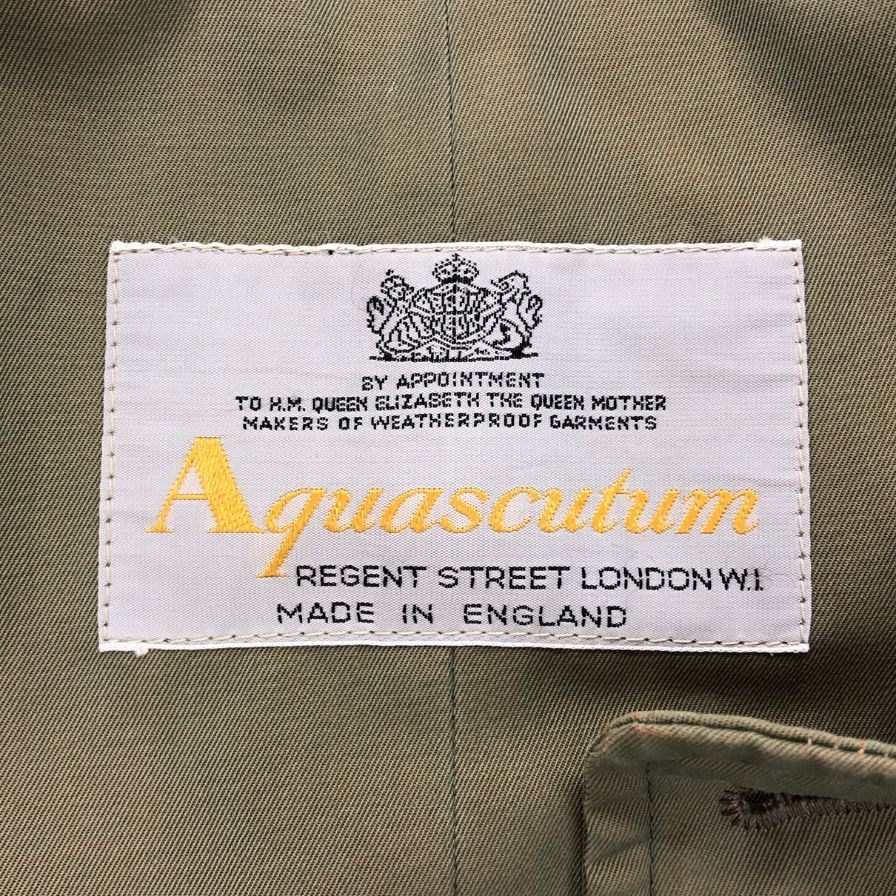 BY APPOINTMENT
TO H.M. QUEEN ELIZABETH THE QUEEN MOTHER
MAKERS OF WEATHERPROOF GARMENTS
Aquascutum
REGENT STREET LONDON W.1.
MADE IN ENGLAND